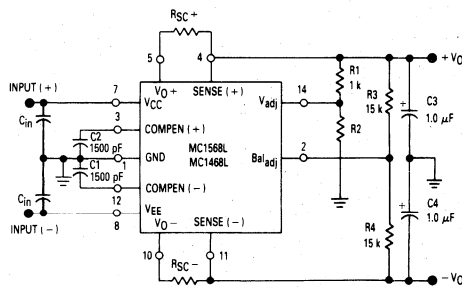 RSC+
5
4
+VO
INPUT (+)
7
VO+
SENSE (+)
14
R1
1 k
R3
15 k
VCC
Vadj
Cin
3
COMPEN (+)
C2
1500 pF
R2
C3
1.0 µF
GND
1
MC1568L
MC1468L
2
Baladj
C1
1500 pF
COMPEN (−)
Cin
12
VEE
8
INPUT (−)
VO−
SENSE (−)
R4
15 k
C4
1.0 µF
10
RSC−
11
−VO